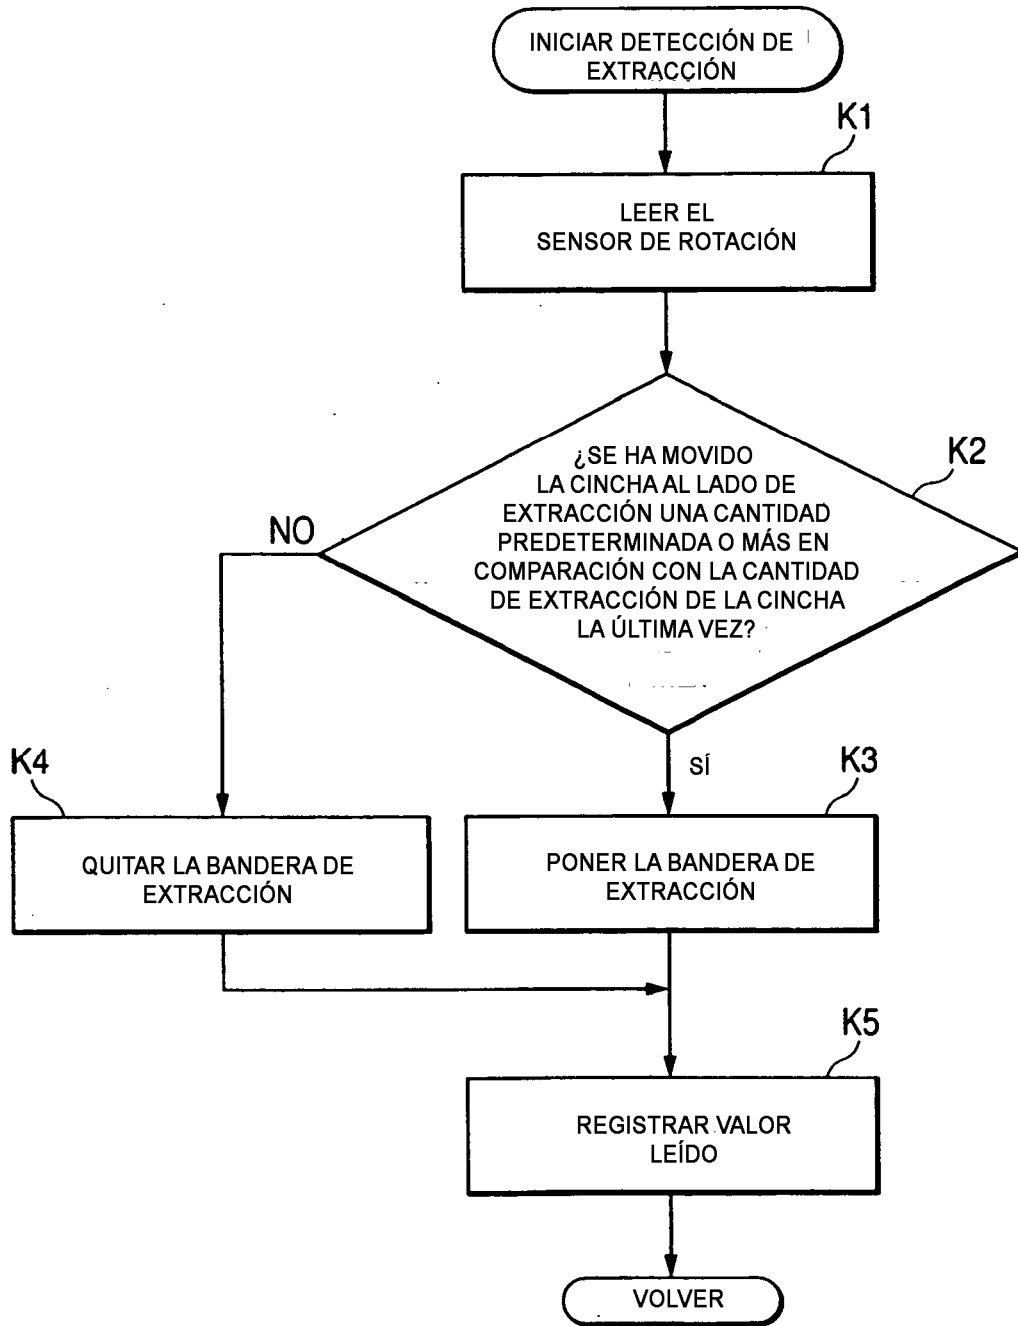 INICIAR DETECCIÓN DE
EXTRACCIÓN
K1
LEER EL
SENSOR DE ROTACIÓN
K2
¿SE HA MOVIDO
LA CINCHA AL LADO DE
EXTRACCIÓN UNA CANTIDAD
PREDETERMINADA O MÁS EN
COMPARACIÓN CON LA CANTIDAD
DE EXTRACCIÓN DE LA CINCHA
LA ÚLTIMA VEZ?
NO
SÍ
K4
QUITAR LA BANDERA DE
EXTRACCIÓN
K3
PONER LA BANDERA DE
EXTRACCIÓN
K5
REGISTRAR VALOR
LEÍDO
VOLVER